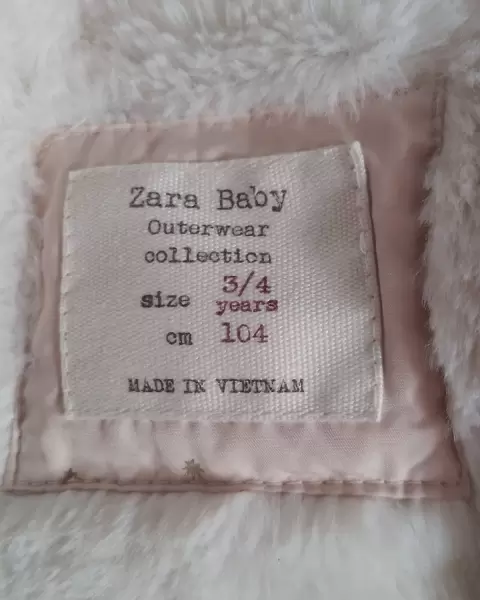 Zara Baby
Outerwear
collection
size 3/4 years
cm 104
MADE IN VIETNAM